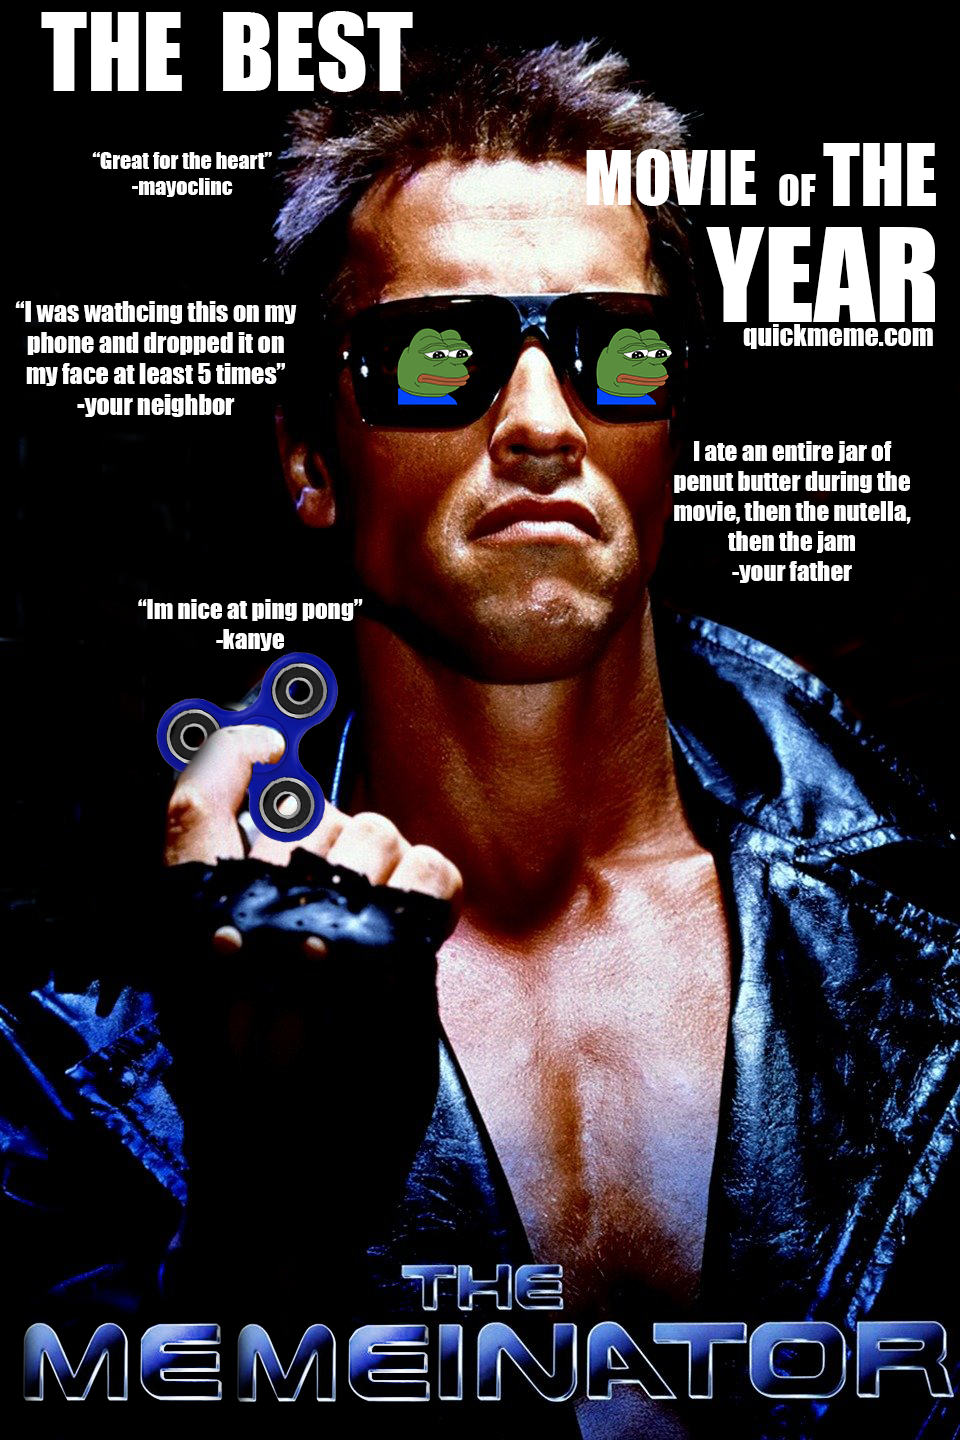 THE BEST
MOVIE OF THE
YEAR
quickmeme.com
“Great for the heart”
-mayoclinc
“I was wathcing this on my
phone and dropped it on
my face at least 5 times”
-your neighbor
I ate an entire jar of
penut butter during the
movie, then the nutella,
then the jam
-your father
“Im nice at ping pong”
-kanye
THE
MEMEINATOR